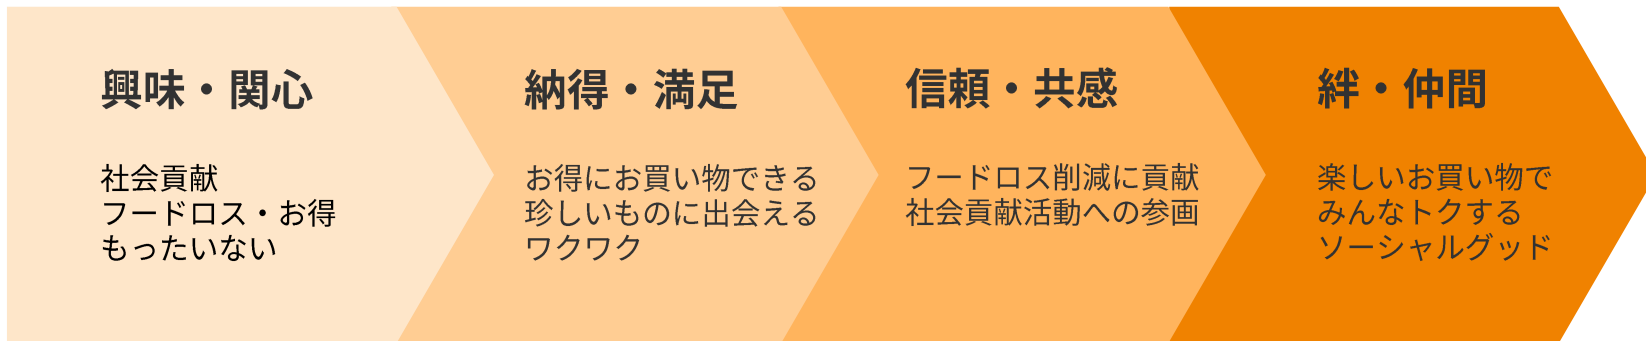 興味・関心
社会貢献
フードロス・お得
もったいない
納得・満足
お得にお買い物できる
珍しいものに出会える
ワクワク
信頼・共感
フードロス削減に貢献
社会貢献活動への参画
絆・仲間
楽しいお買い物で
みんなトクする
ソーシャルグッド